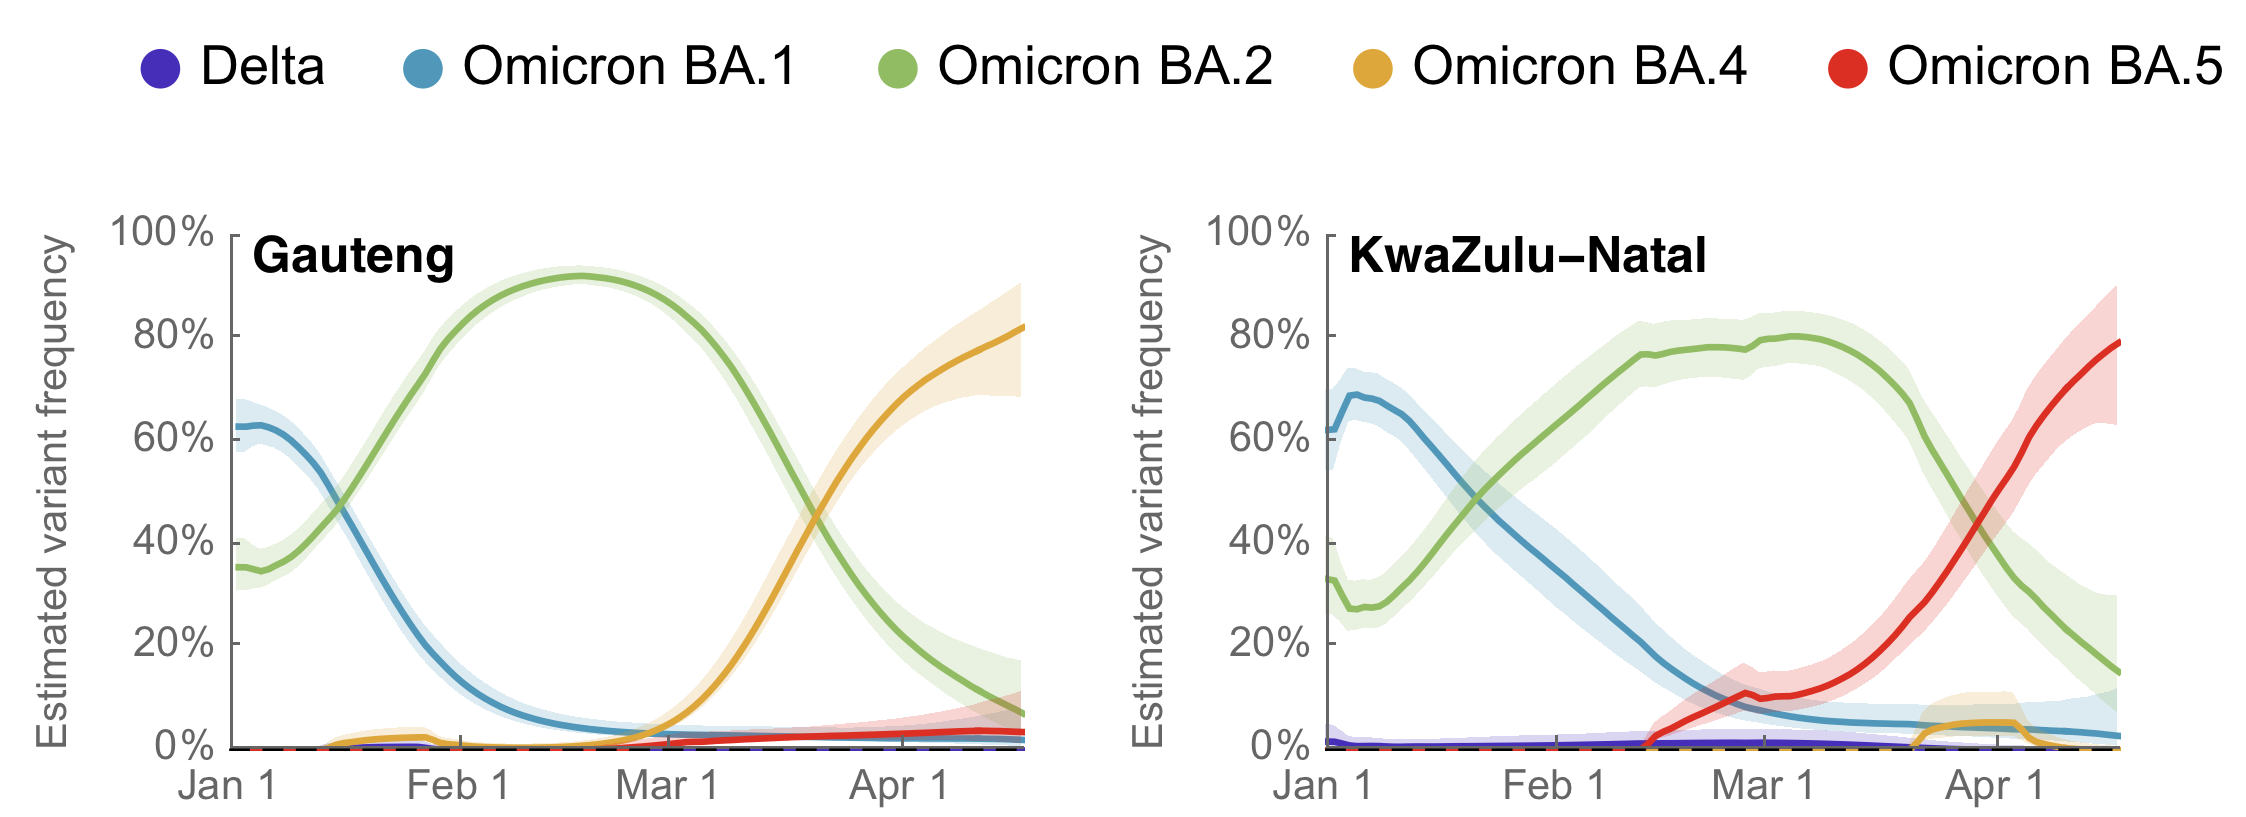 Delta Omicron BA.1 Omicron BA.2 Omicron BA.4 Omicron BA.5
Estimated variant frequency
Gauteng
100%
80%
60%
40%
20%
0%
Jan 1 Feb 1 Mar 1 Apr 1
Estimated variant frequency
KwaZulu–Natal
100%
80%
60%
40%
20%
0%
Jan 1 Feb 1 Mar 1 Apr 1